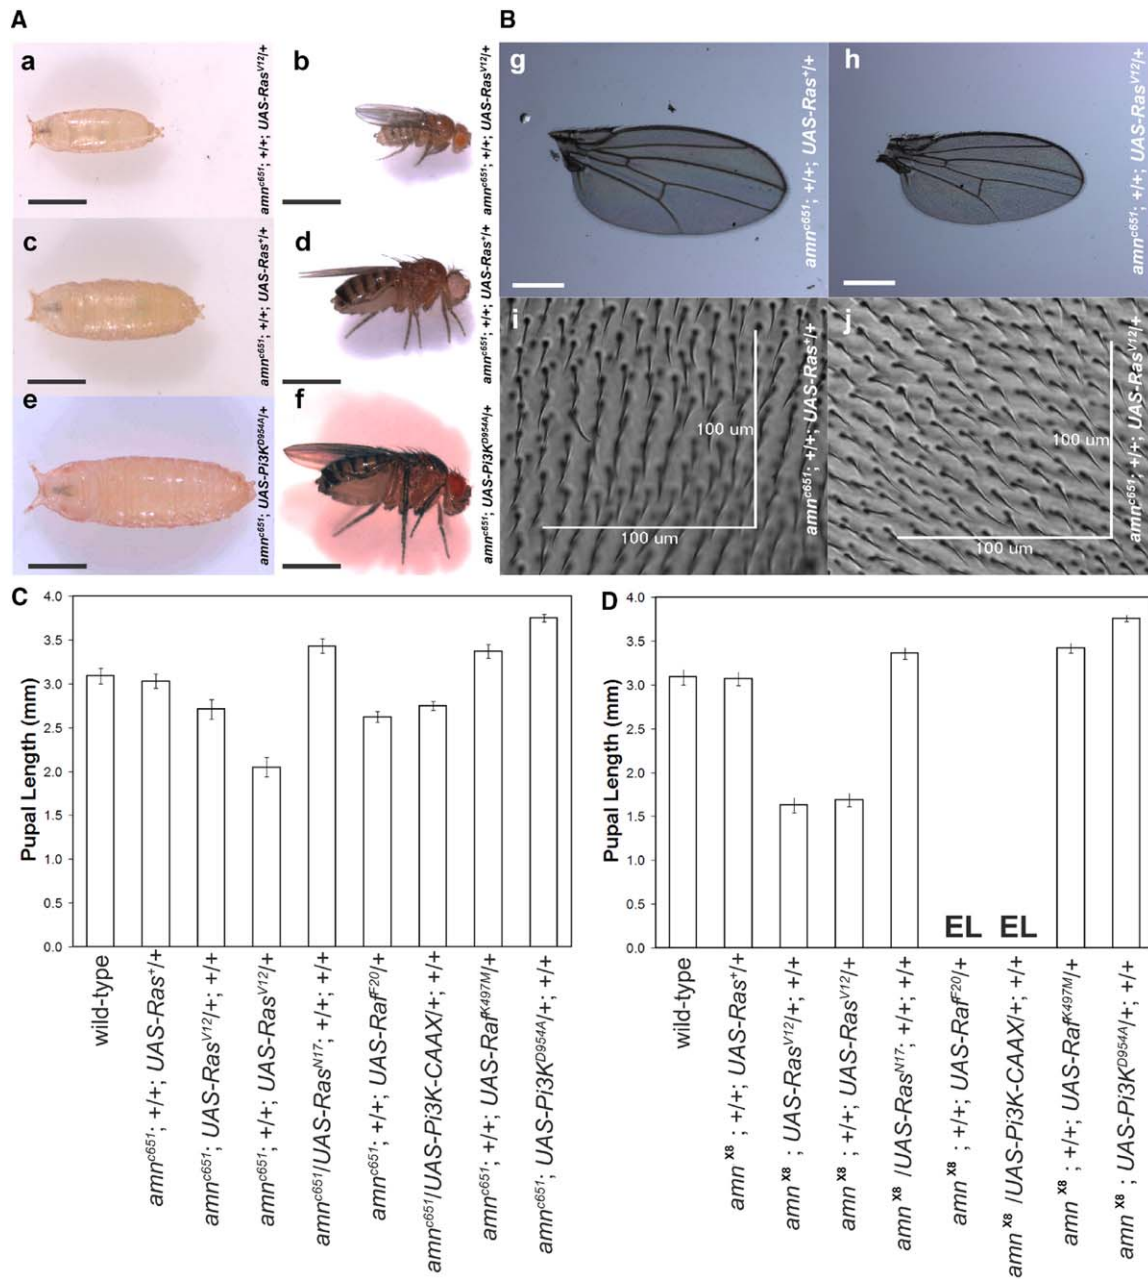 A
B
a
amn^c651; +/+; UAS-Ras^V12/+
b
amn^c651; +/+; UAS-Ras^V12/+
g
amn^c651; +/+; UAS-Ras^+/+
h
amn^c651; +/+; UAS-Ras^V12/+
c
amn^c651; +/+; UAS-Ras^+/+
d
amn^c651; +/+; UAS-Ras^+/+
e
amn^c651; UAS-Pi3K^D954A/+
f
amn^c651; UAS-Pi3K^D954A/+
i
100 um
100 um
amn^c651; +/+; UAS-Ras^+/+
j
100 um
100 um
amn^c651; +/+; UAS-Ras^V12/+
C
Pupal Length (mm)
4.0
3.5
3.0
2.5
2.0
1.5
1.0
0.5
0.0
wild-type
amn^c651; +/+; UAS-Ras^+/+
amn^c651; UAS-Ras^V12/+; +/+
amn^c651; +/+; UAS-Ras^V12/+
amn^c651/UAS-Ras^N17; +/+; +/+
amn^c651; +/+; UAS-Raf^F20/+
amn^c651/UAS-Pi3K-CAAX/+; +/+
amn^c651; +/+; UAS-Raf^K497M/+
amn^c651; UAS-Pi3K^D954A/+; +/+
D
Pupal Length (mm)
4.0
3.5
3.0
2.5
2.0
1.5
1.0
0.5
0.0
EL EL
wild-type
amn^X8 ; +/+; UAS-Ras^+/+
amn^X8 ; UAS-Ras^V12/+; +/+
amn^X8 ; +/+; UAS-Ras^V12/+
amn^X8 /UAS-Ras^N17; +/+; +/+
amn^X8 ; +/+; UAS-Raf^F20/+
amn^X8 /UAS-Pi3K-CAAX/+; +/+
amn^X8 ; +/+; UAS-Raf^K497M/+
amn^X8 ; UAS-Pi3K^D954A/+; +/+